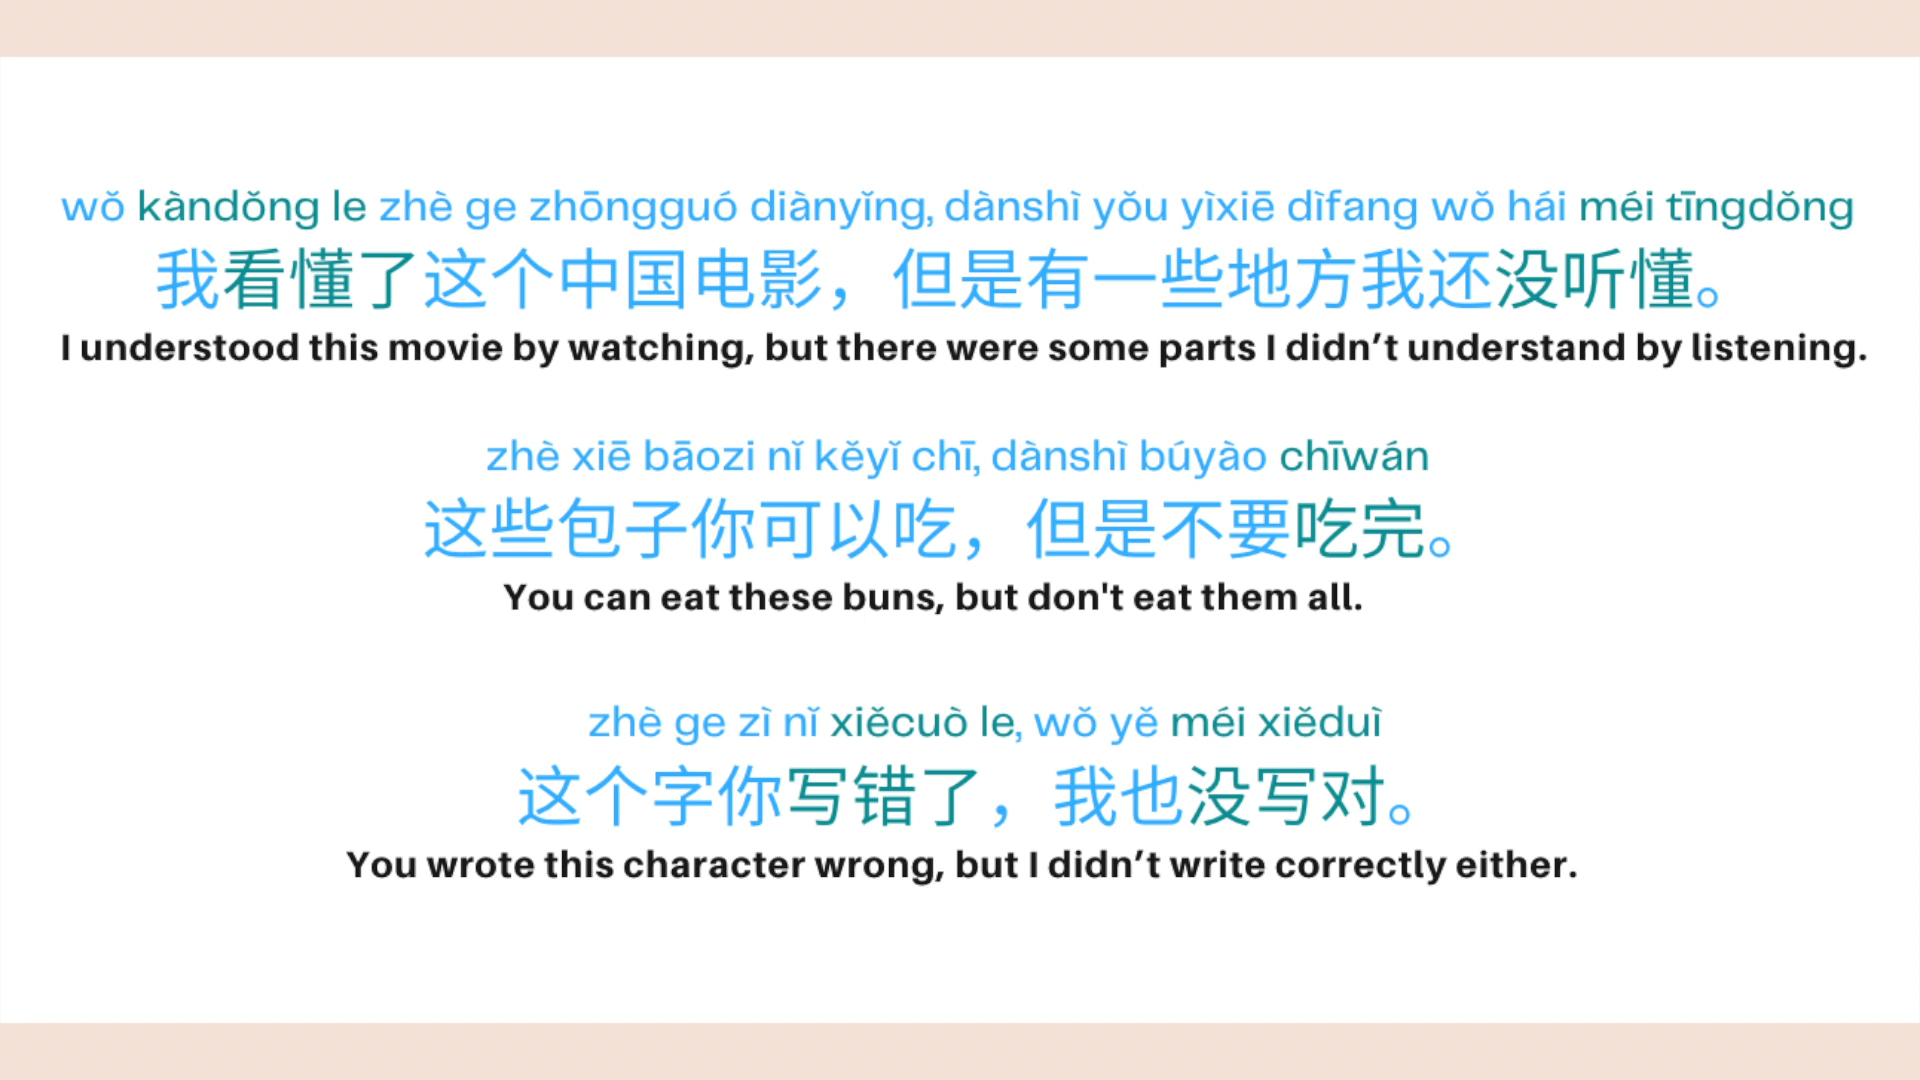 wǒ kàndǒng le zhè ge zhōngguó diànyǐng, dànshì yǒu yìxiē dìfang wǒ hái méi tīngdǒng
我看懂了这个中国电影，但是有一些地方我还没听懂。
I understood this movie by watching, but there were some parts I didn’t understand by listening.
zhè xiē bāozi nǐ kěyǐ chī, dànshì búyào chīwán
这些包子你可以吃，但是不要吃完。
You can eat these buns, but don't eat them all.
zhè ge zì nǐ xiěcuò le, wǒ yě méi xiěduì
这个字你写错了，我也没写对。
You wrote this character wrong, but I didn’t write correctly either.